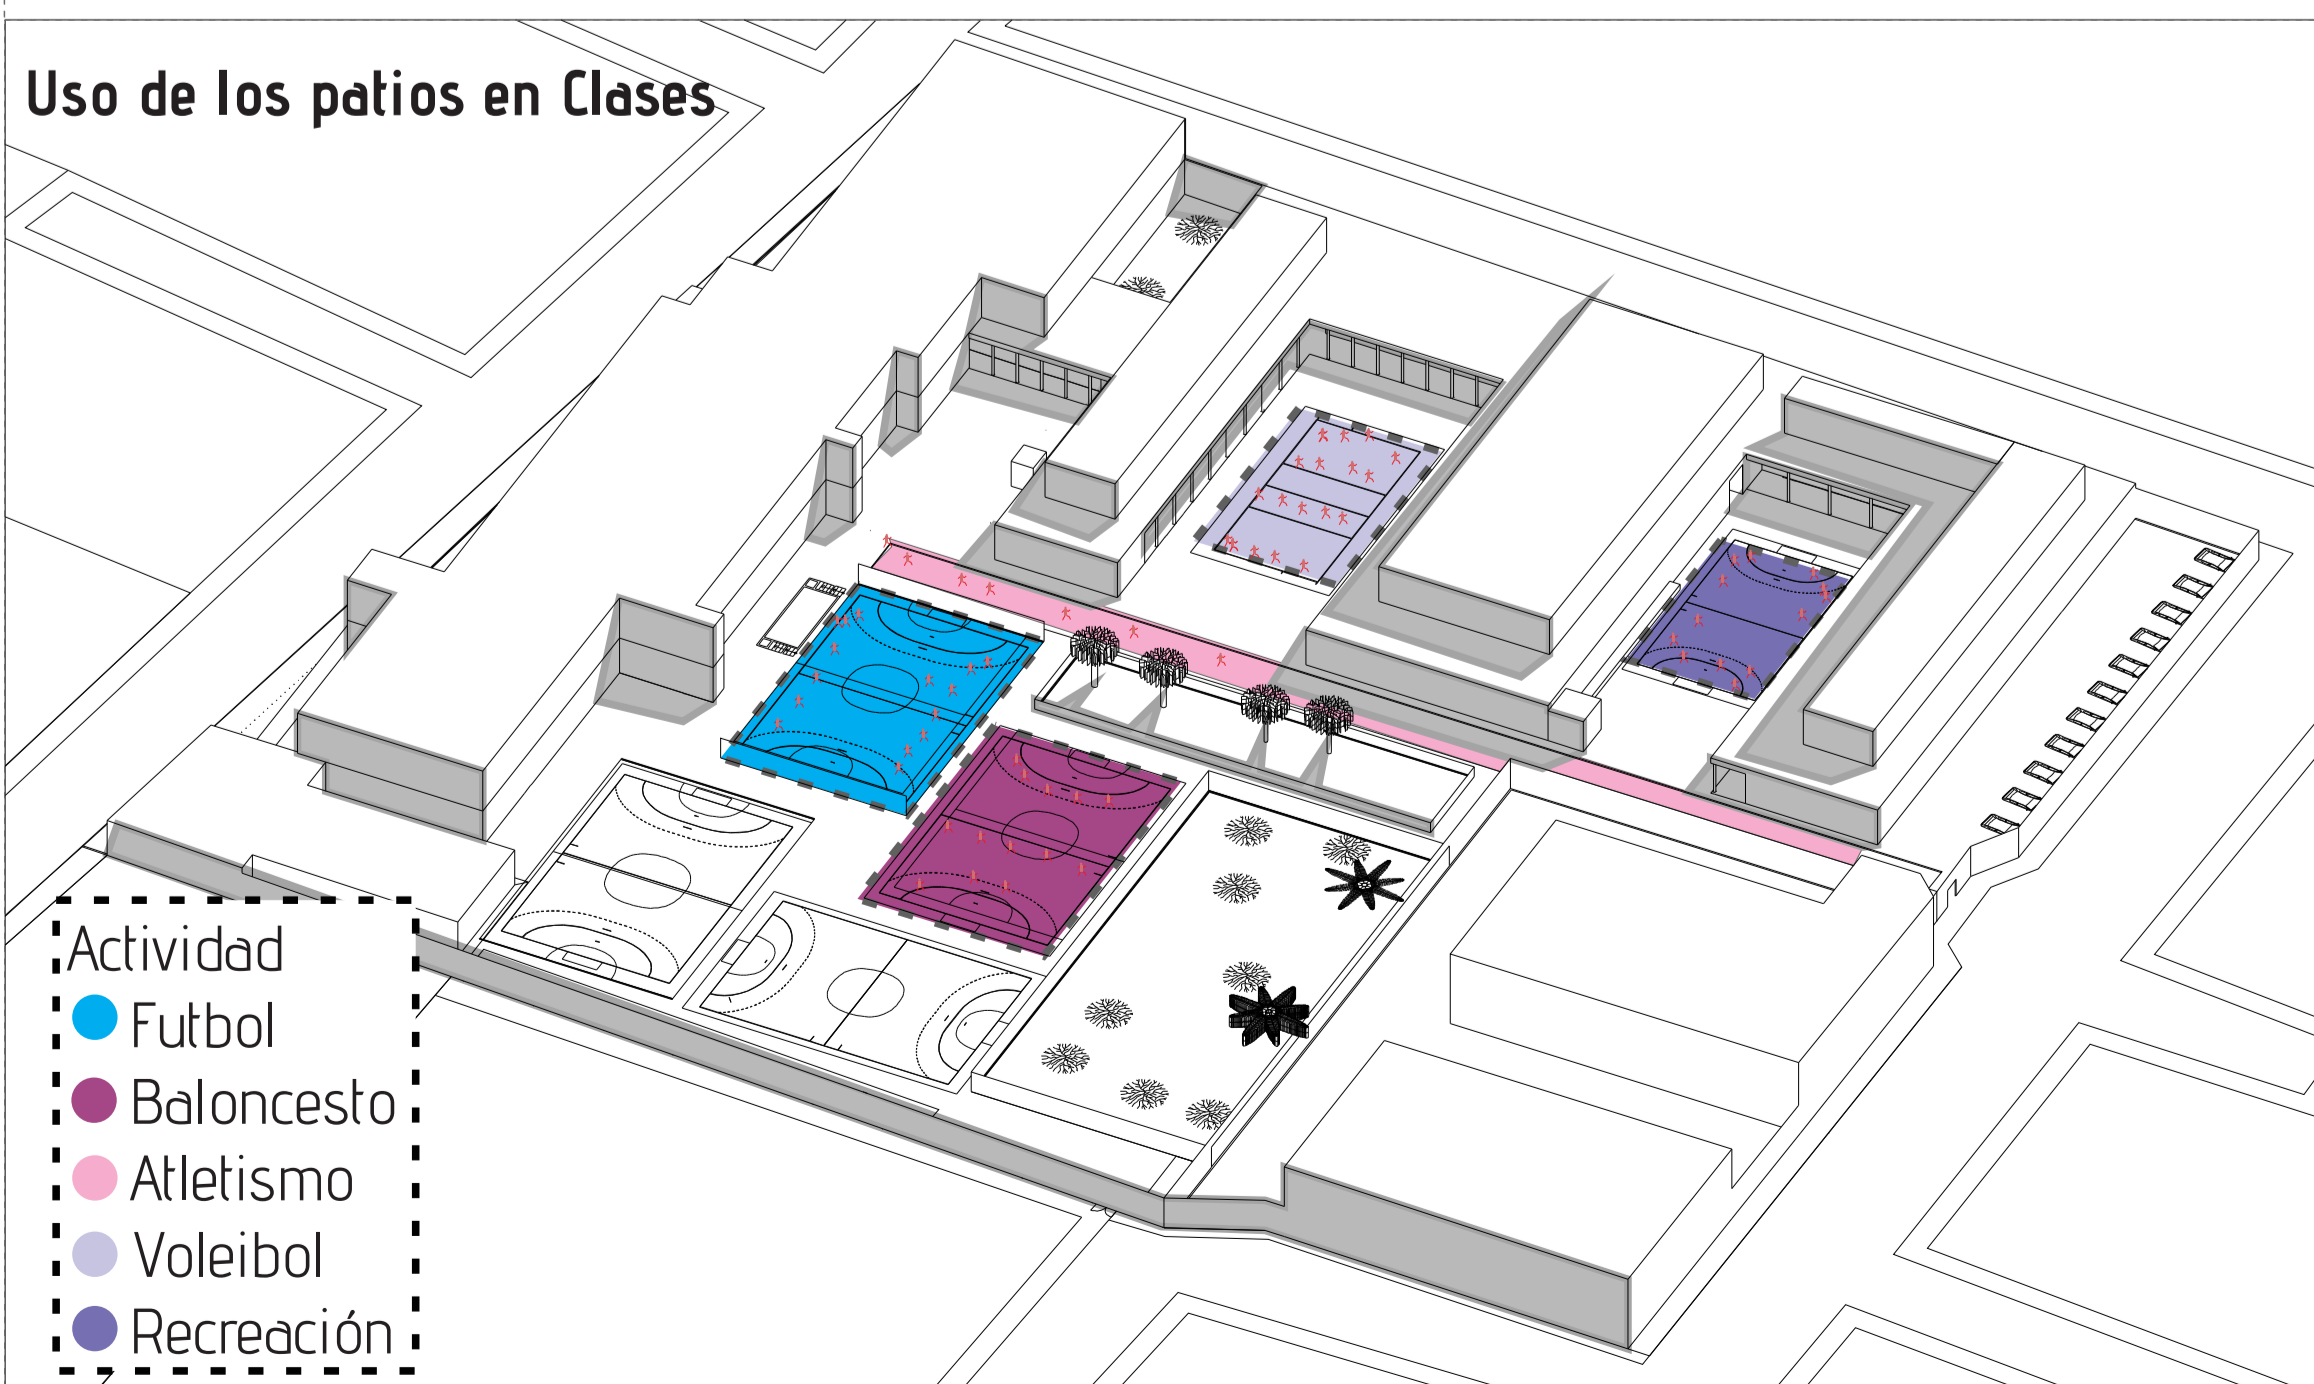 Uso de los patios en Clases
Actividad
Futbol
Baloncesto
Atletismo
Voleibol
Recreación